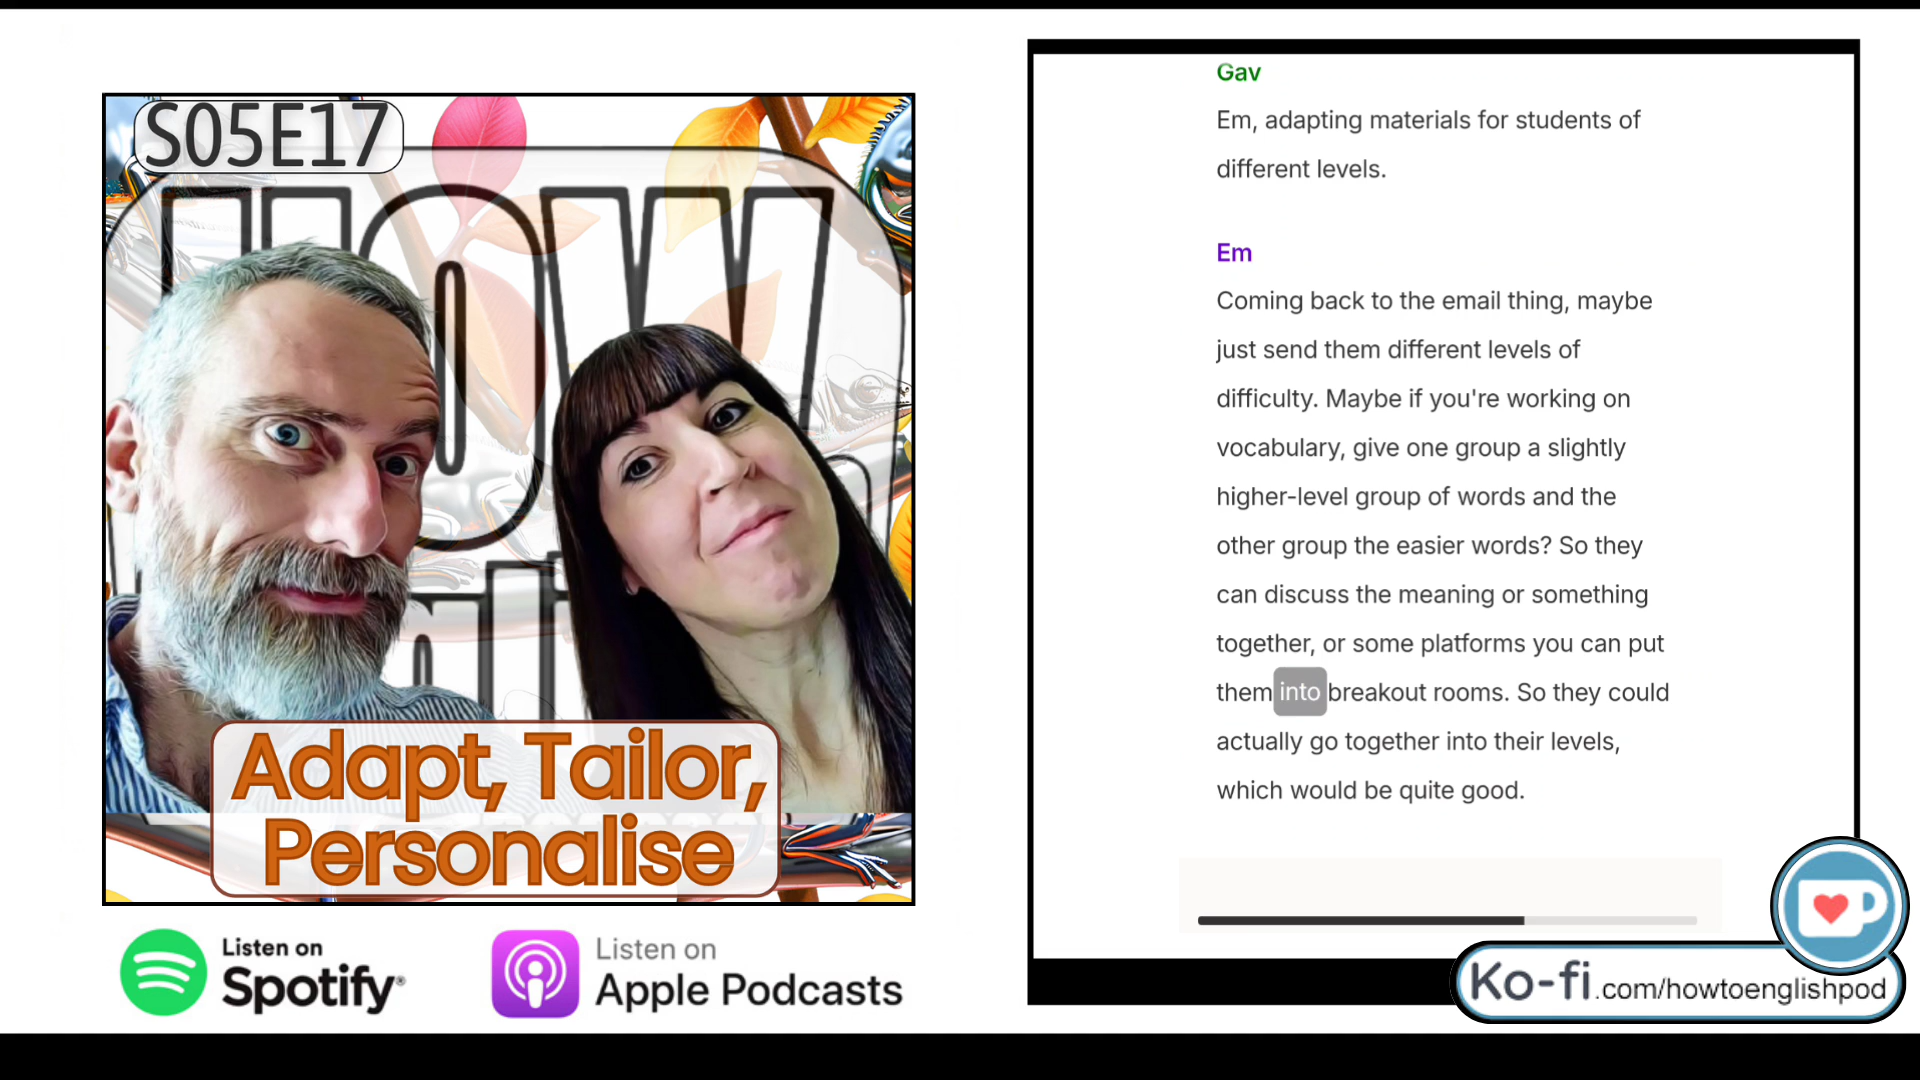 S05E17
HOW
Adapt, Tailor,
Personalise
Listen on
Spotify®
Listen on
Apple Podcasts
Gav
Em, adapting materials for students of
different levels.
Em
Coming back to the email thing, maybe
just send them different levels of
difficulty. Maybe if you're working on
vocabulary, give one group a slightly
higher-level group of words and the
other group the easier words? So they
can discuss the meaning or something
together, or some platforms you can put
them into breakout rooms. So they could
actually go together into their levels,
which would be quite good.
Ko-fi.com/howtoenglishpod